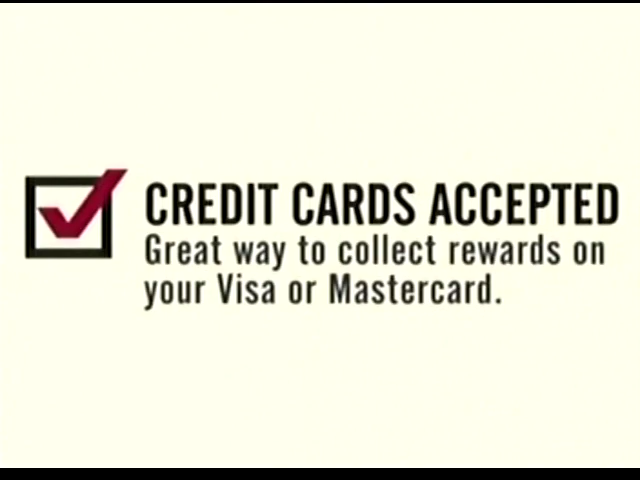 CREDIT CARDS ACCEPTED
Great way to collect rewards on
your Visa or Mastercard.